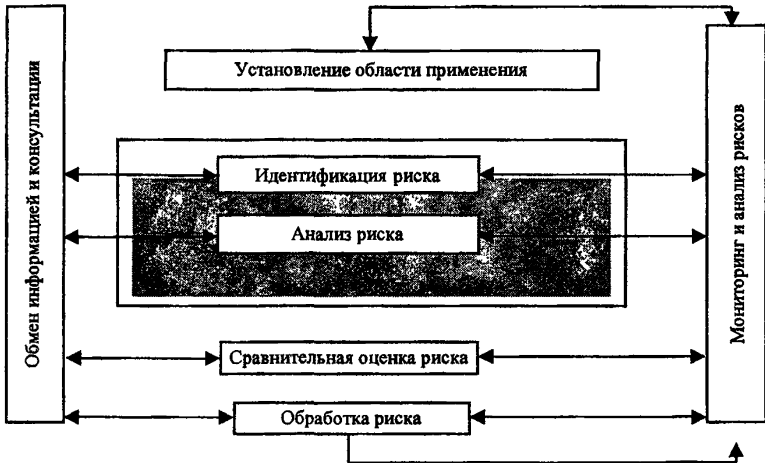 Обмен информацией и консультации
Установление области применения
Идентификация риска
Анализ риска
Сравнительная оценка риска
Обработка риска
Мониторинг и анализ рисков